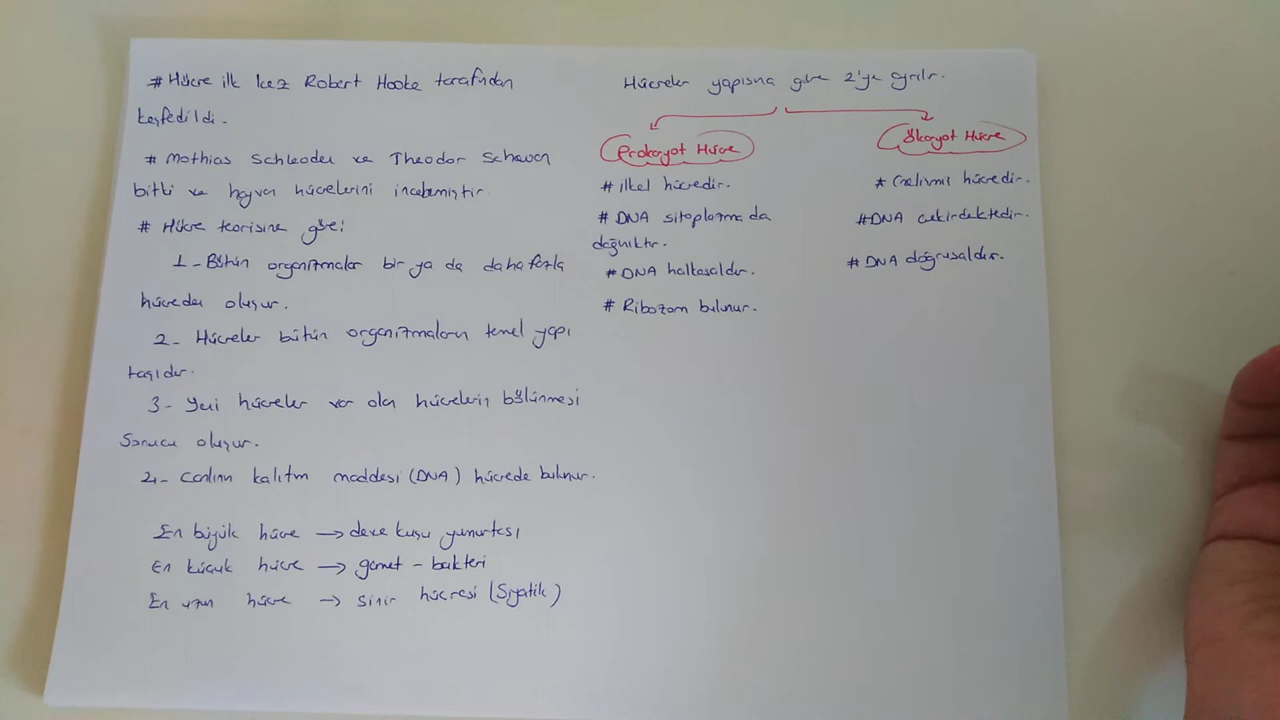 # Hücre ilk kez Robert Hooke tarafından
keşfedildi.
# Mathias Schleiden ve Theodor Schwan
bitki ve hayvan hücrelerini incelemiştir.
# Hücre teorisine göre;
1- Bütün organizmalar bir ya da daha fazla
hücreden oluşur.
2- Hücreler bütün organizmaların temel yapı
taşıdır.
3- Yeni hücreler var olan hücrelerin bölünmesi
sonucu oluşur.
4- Canlının kalıtım maddesi (DNA) hücrede bulunur.
En büyük hücre → deve kuşu yumurtası
En küçük hücre → gamet - bakteri
En uzun hücre → sinir hücresi (Siyatik)
Hücreler yapısına göre 2'ye ayrılır.
Prokaryot Hücre
# ilkel hücredir.
# DNA sitoplazmada
dağınıktır.
# DNA halkasaldır.
# Ribozom bulunur.
Ökaryot Hücre
# Gelişmiş hücredir.
# DNA çekirdektedir.
# DNA doğrusaldır.